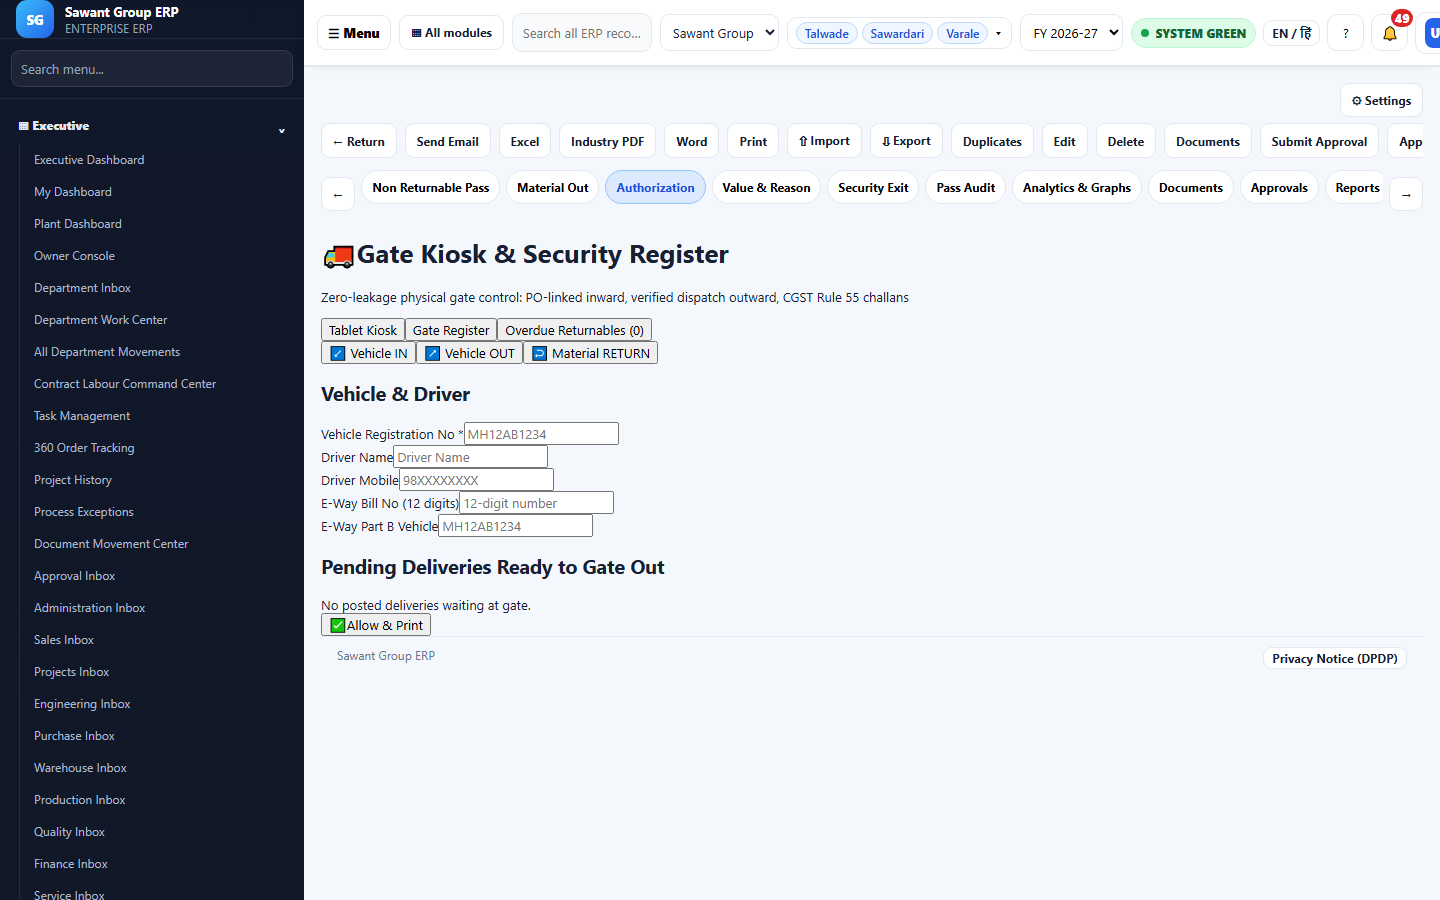 SG
Sawant Group ERP
ENTERPRISE ERP
Search menu...
Executive
Executive Dashboard
My Dashboard
Plant Dashboard
Owner Console
Department Inbox
Department Work Center
All Department Movements
Contract Labour Command Center
Task Management
360 Order Tracking
Project History
Process Exceptions
Document Movement Center
Approval Inbox
Administration Inbox
Sales Inbox
Projects Inbox
Engineering Inbox
Purchase Inbox
Warehouse Inbox
Production Inbox
Quality Inbox
Finance Inbox
Service Inbox
☰ Menu All modules Search all ERP reco... Sawant Group Talwade Sawardari Varale FY 2026-27 SYSTEM GREEN EN / हिं ? 49 U
⚙ Settings
← Return Send Email Excel Industry PDF Word Print ⇧ Import ⇩ Export Duplicates Edit Delete Documents Submit Approval App
← Non Returnable Pass Material Out Authorization Value & Reason Security Exit Pass Audit Analytics & Graphs Documents Approvals Reports →
Gate Kiosk & Security Register
Zero-leakage physical gate control: PO-linked inward, verified dispatch outward, CGST Rule 55 challans
Tablet Kiosk Gate Register Overdue Returnables (0)
Vehicle IN Vehicle OUT Material RETURN
Vehicle & Driver
Vehicle Registration No * MH12AB1234
Driver Name Driver Name
Driver Mobile 98XXXXXXXX
E-Way Bill No (12 digits) 12-digit number
E-Way Part B Vehicle MH12AB1234
Pending Deliveries Ready to Gate Out
No posted deliveries waiting at gate.
✅ Allow & Print
Sawant Group ERP Privacy Notice (DPDP)